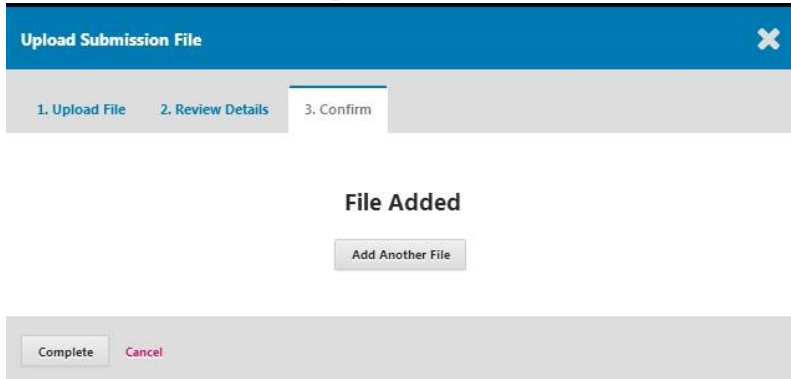 Upload Submission File
1. Upload File 2. Review Details 3. Confirm
File Added
Add Another File
Complete Cancel